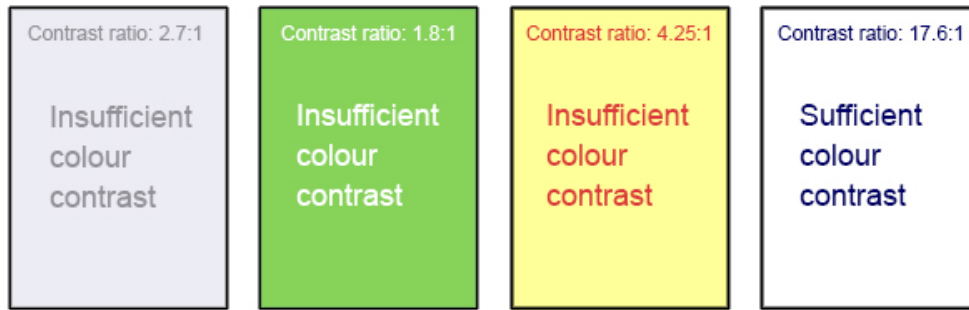 Contrast ratio: 2.7:1
Insufficient
colour
contrast
Contrast ratio: 1.8:1
Insufficient
colour
contrast
Contrast ratio: 4.25:1
Insufficient
colour
contrast
Contrast ratio: 17.6:1
Sufficient
colour
contrast